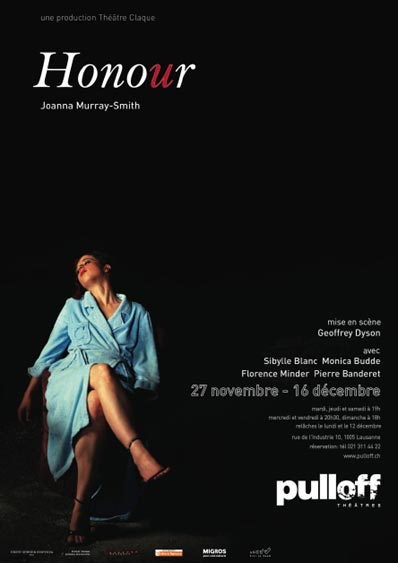 une production Théâtre Claque
Honour
Joanna Murray-Smith
mise en scène
Geoffrey Dyson
avec
Sibylle Blanc Monica Budde
Florence Minder Pierre Banderet
27 novembre - 16 décembre
mardi, jeudi et samedi à 19h
mercredi et vendredi à 20h30, dimanche à 18h
relâches le lundi et le 12 décembre
rue de l'Industrie 10, 1005 Lausanne
réservation: tél 021 311 44 22
www.pulloff.ch
pulloff
THÉÂTRES
MIGROS